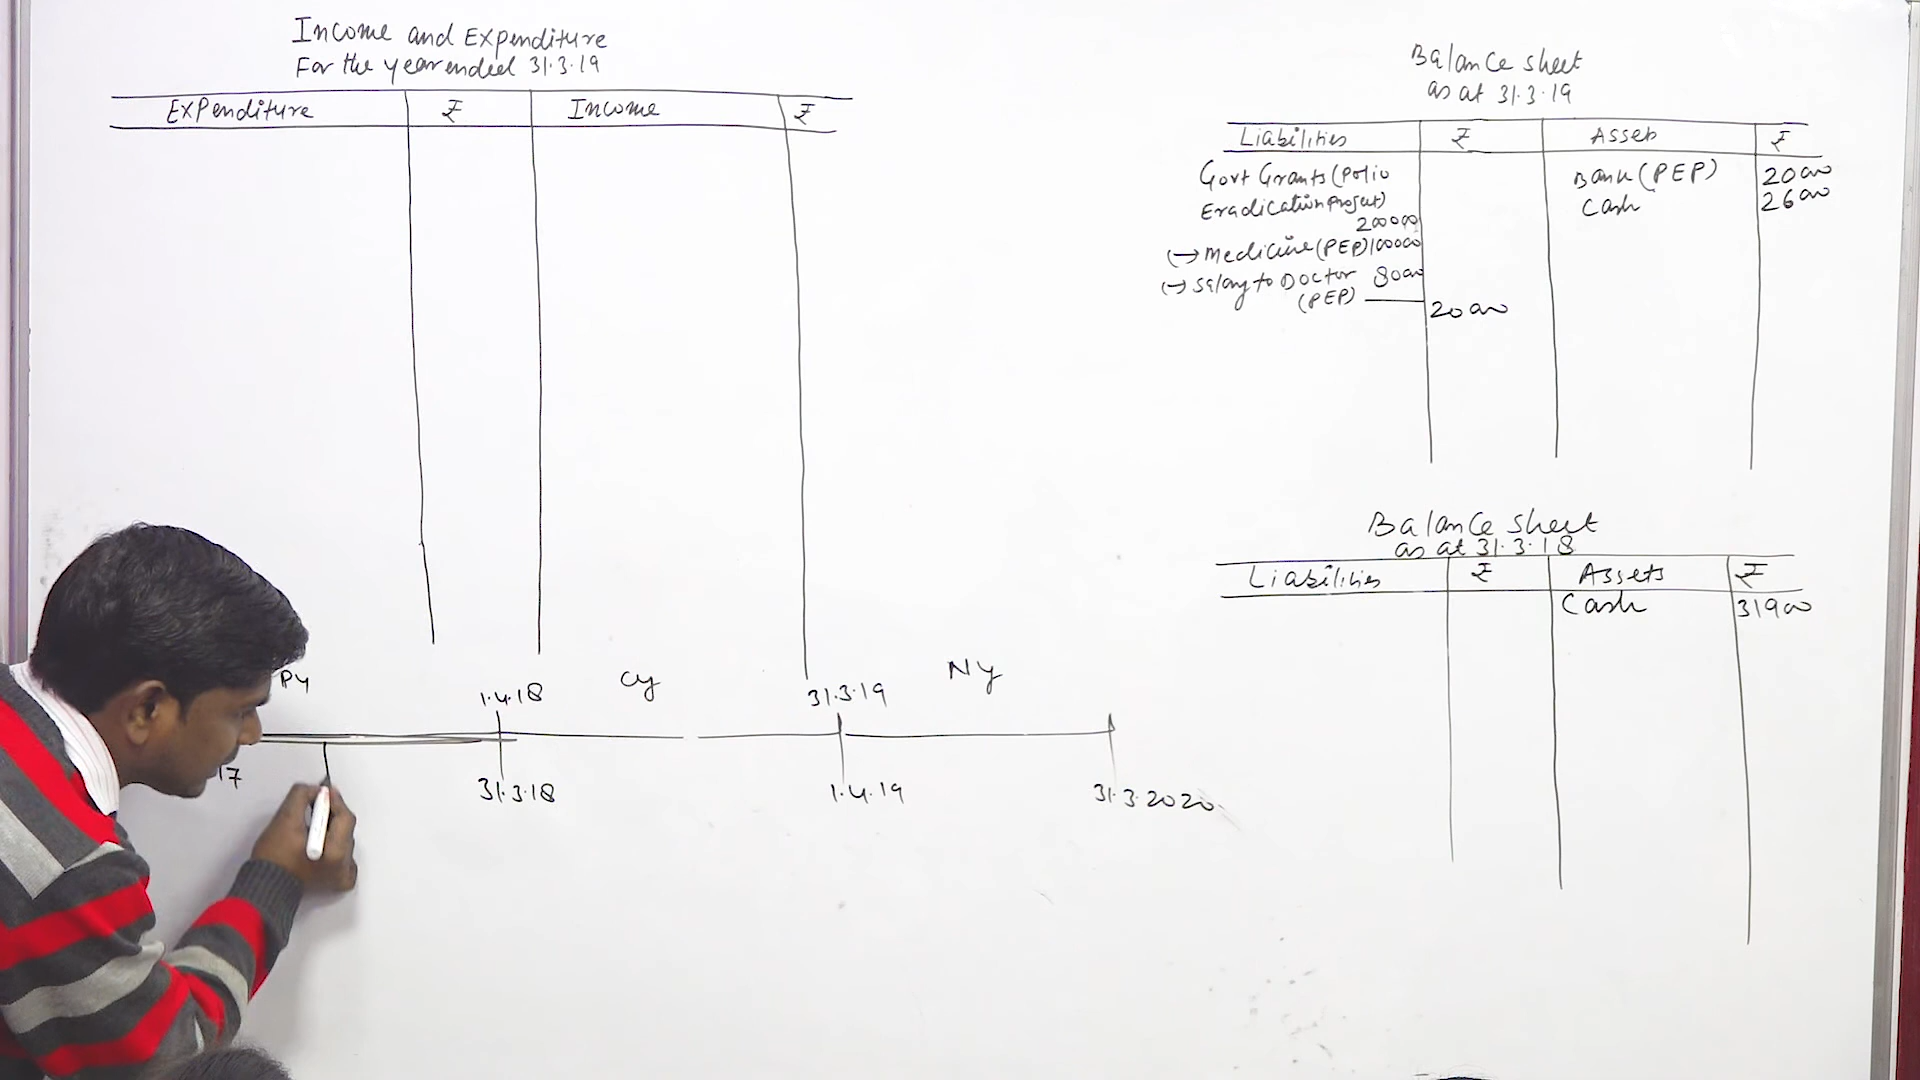 Income and Expenditure
For the year ended 31.3.19
Expenditure ₹ Income ₹
Balance sheet
as at 31.3.19
Liabilities ₹ Assets ₹
Govt Grants (Polio
Eradication Project)
200000
(-) Medicine (PEP) 100000
(-) Salary to Doctor 8000
(PEP)
2000
Bank (PEP) 2000
Cash 2600
Balance sheet
as at 31.3.18
Liabilities ₹ Assets ₹
Cash 31900
PY CY NY
1.4.18 31.3.19
17 31.3.18 1.4.19 31.3.2020